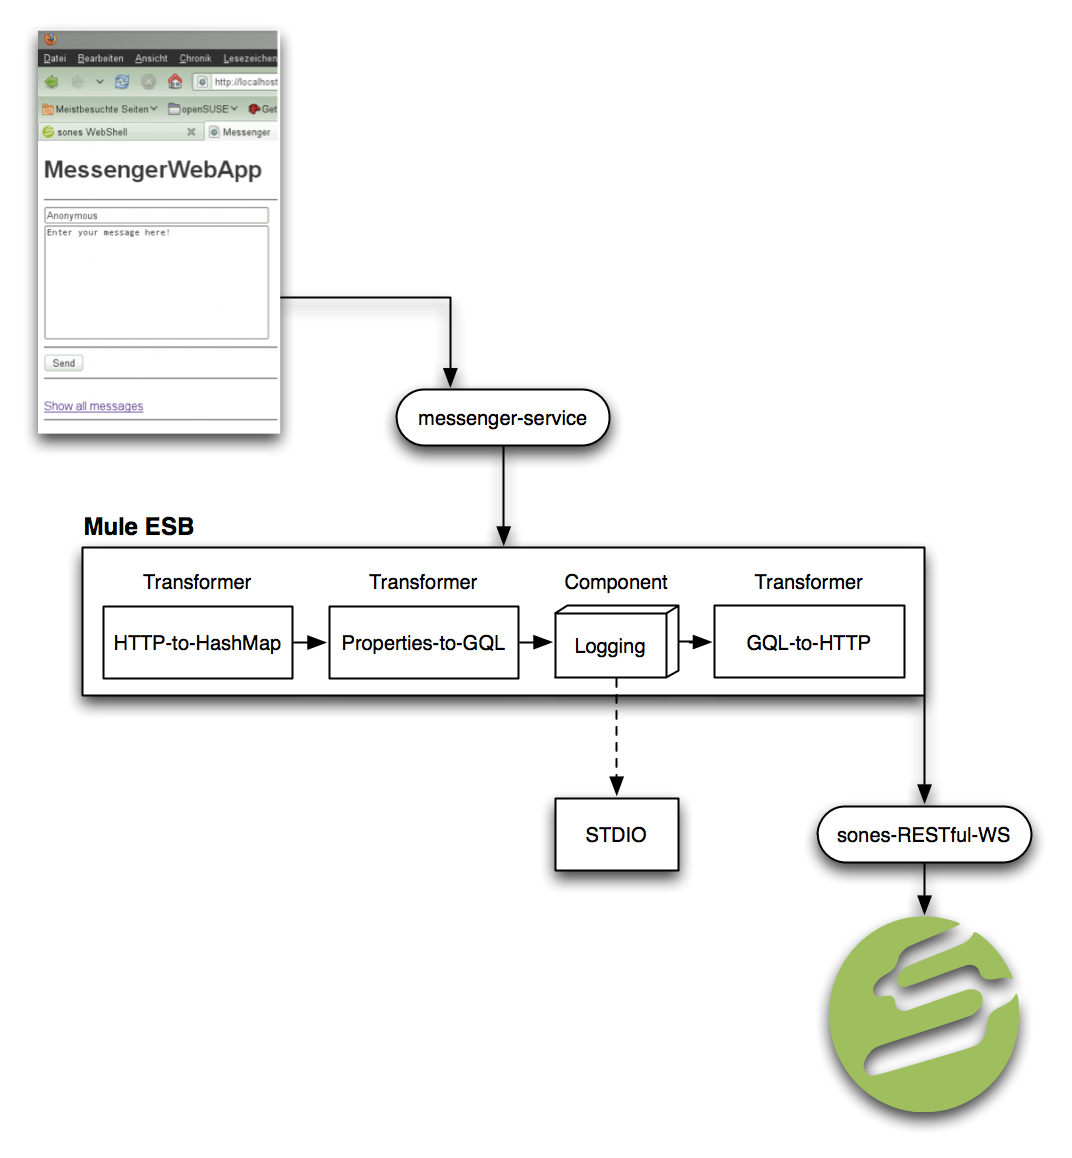 Datei Bearbeiten Ansicht Chronik Lesezeichen
http://localhost
Meistbesuchte Seiten openSUSE Get
sones WebShell Messenger
MessengerWebApp
Anonymous
Enter your message here!
Send
Show all messages
messenger-service
Mule ESB
Transformer Transformer Component Transformer
HTTP-to-HashMap Properties-to-GQL Logging GQL-to-HTTP
STDIO
sones-RESTful-WS